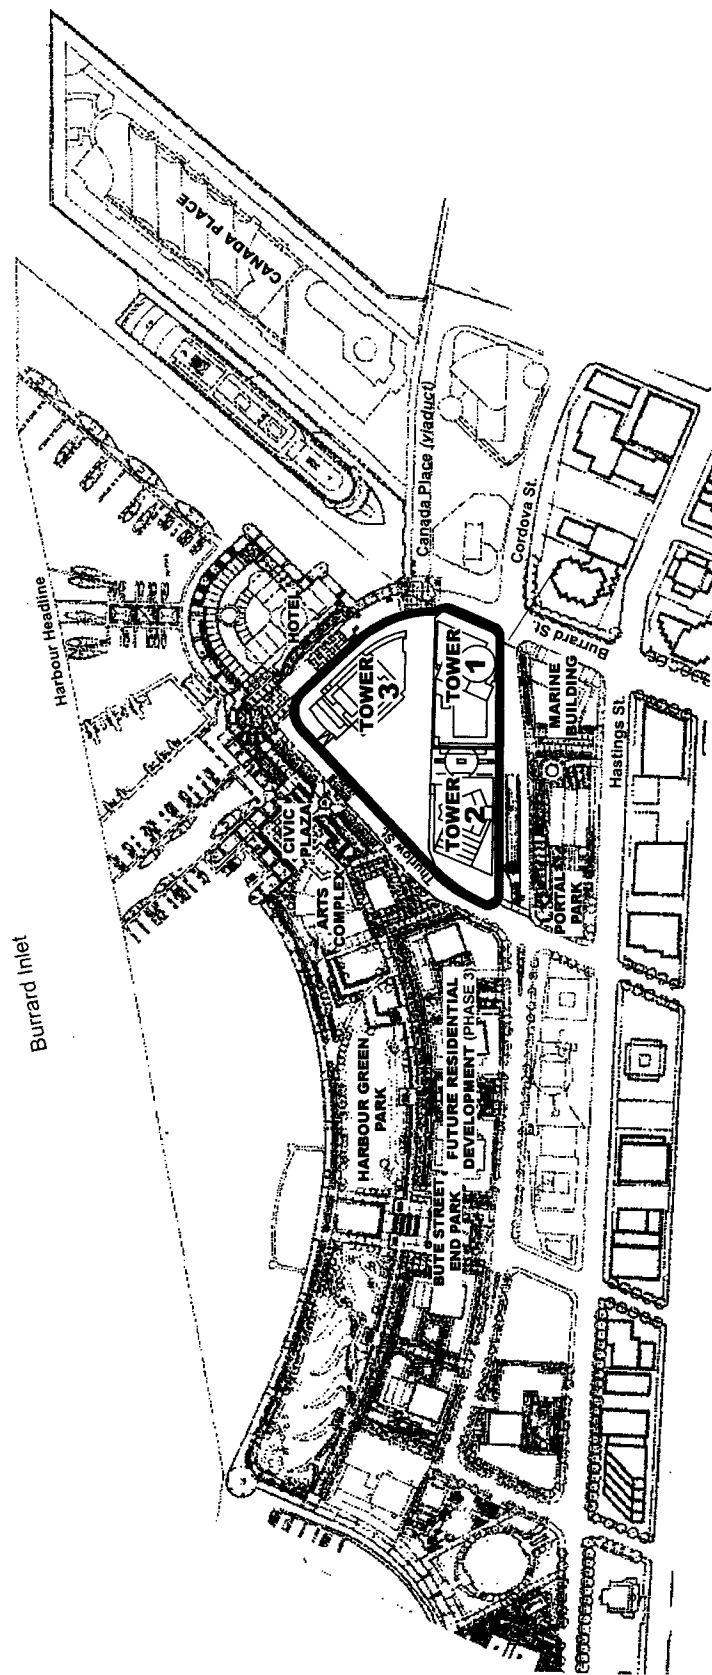 CANADA PLACE
Harbour Headline
Canada Place (viaduct)
Cordova St.
Burrard St.
HOTEL
TOWER
3
TOWER
1
TOWER
2
MARINE
BUILDING
Hastings St.
CIVIC
PLAZA
ARTS
COMPLEX
PORTAL
PARK
Burrard Inlet
HARBOUR GREEN
PARK
FUTURE RESIDENTIAL
DEVELOPMENT (PHASE 3)
BUTE STREET
END PARK